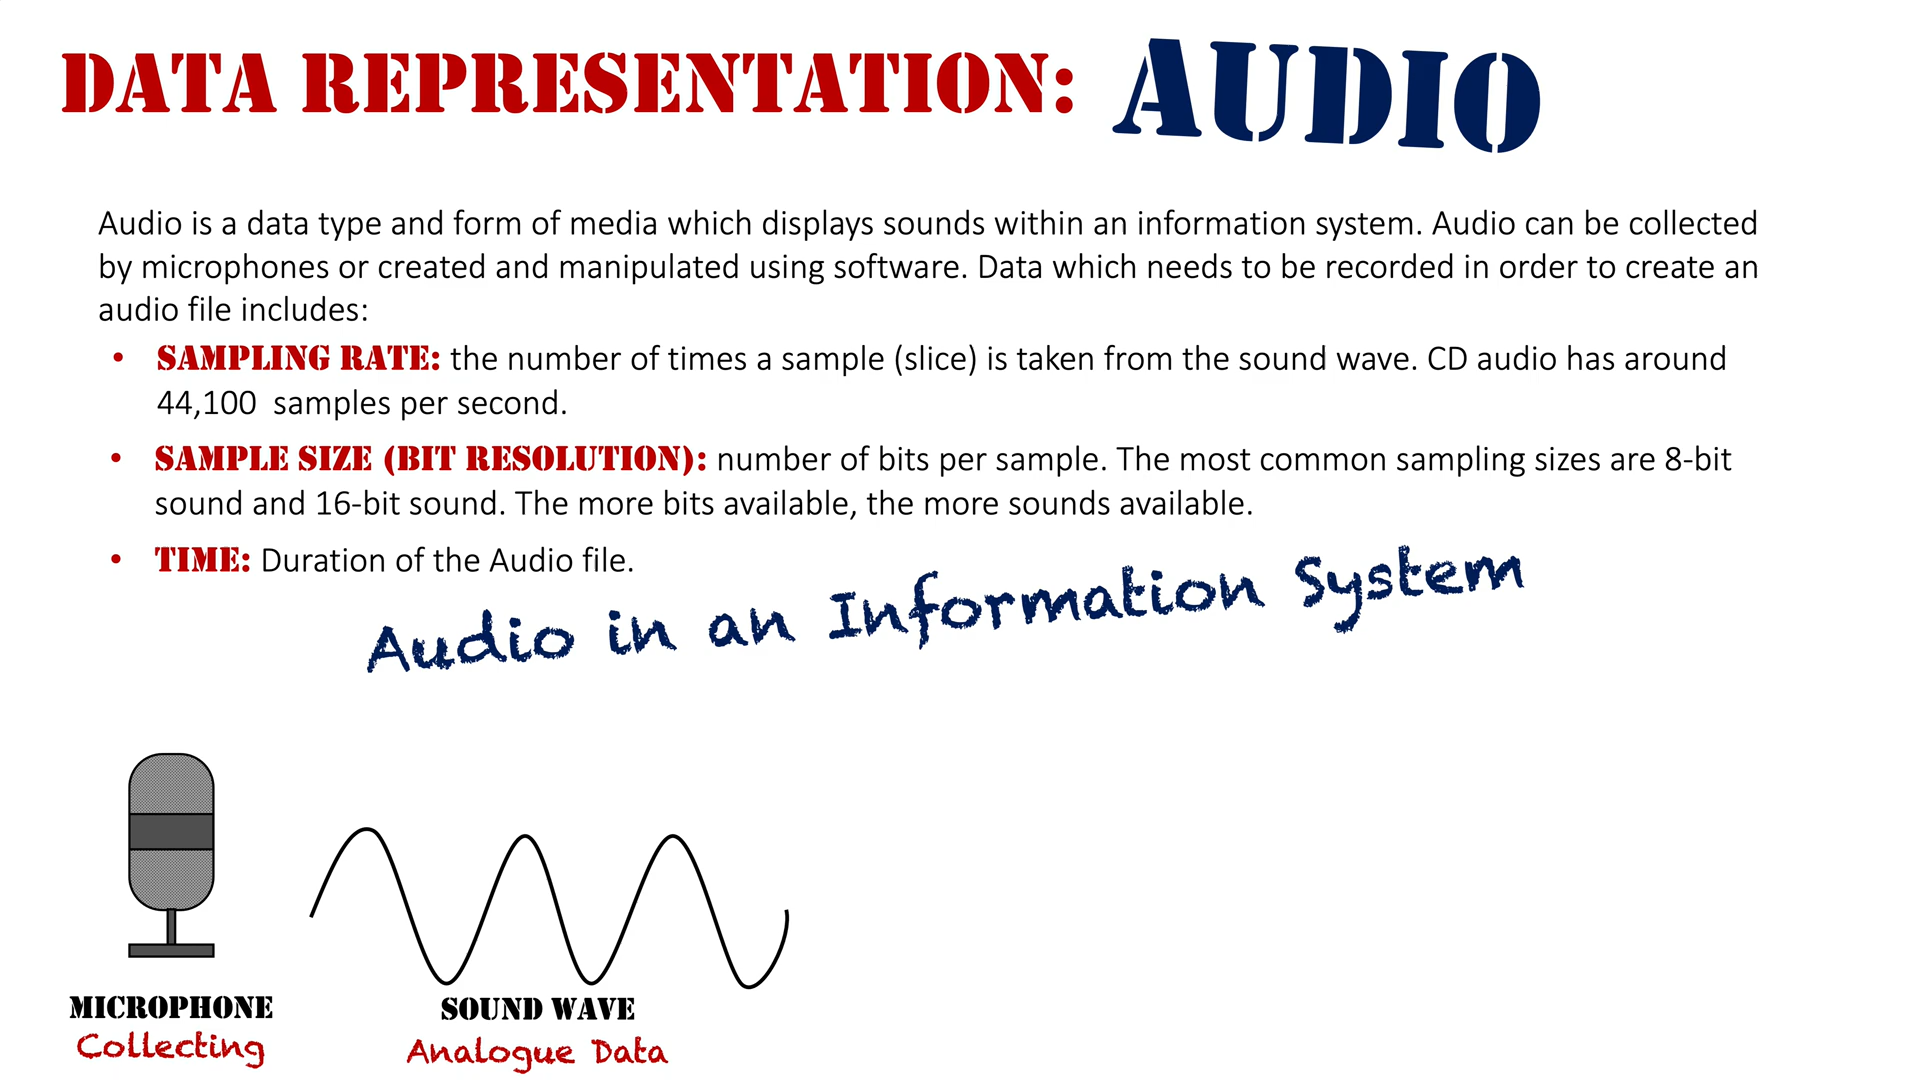 DATA REPRESENTATION: AUDIO
Audio is a data type and form of media which displays sounds within an information system. Audio can be collected
by microphones or created and manipulated using software. Data which needs to be recorded in order to create an
audio file includes:
• SAMPLING RATE: the number of times a sample (slice) is taken from the sound wave. CD audio has around
44,100 samples per second.
• SAMPLE SIZE (BIT RESOLUTION): number of bits per sample. The most common sampling sizes are 8-bit
sound and 16-bit sound. The more bits available, the more sounds available.
• TIME: Duration of the Audio file.
Audio in an Information System
MICROPHONE
Collecting
SOUND WAVE
Analogue Data